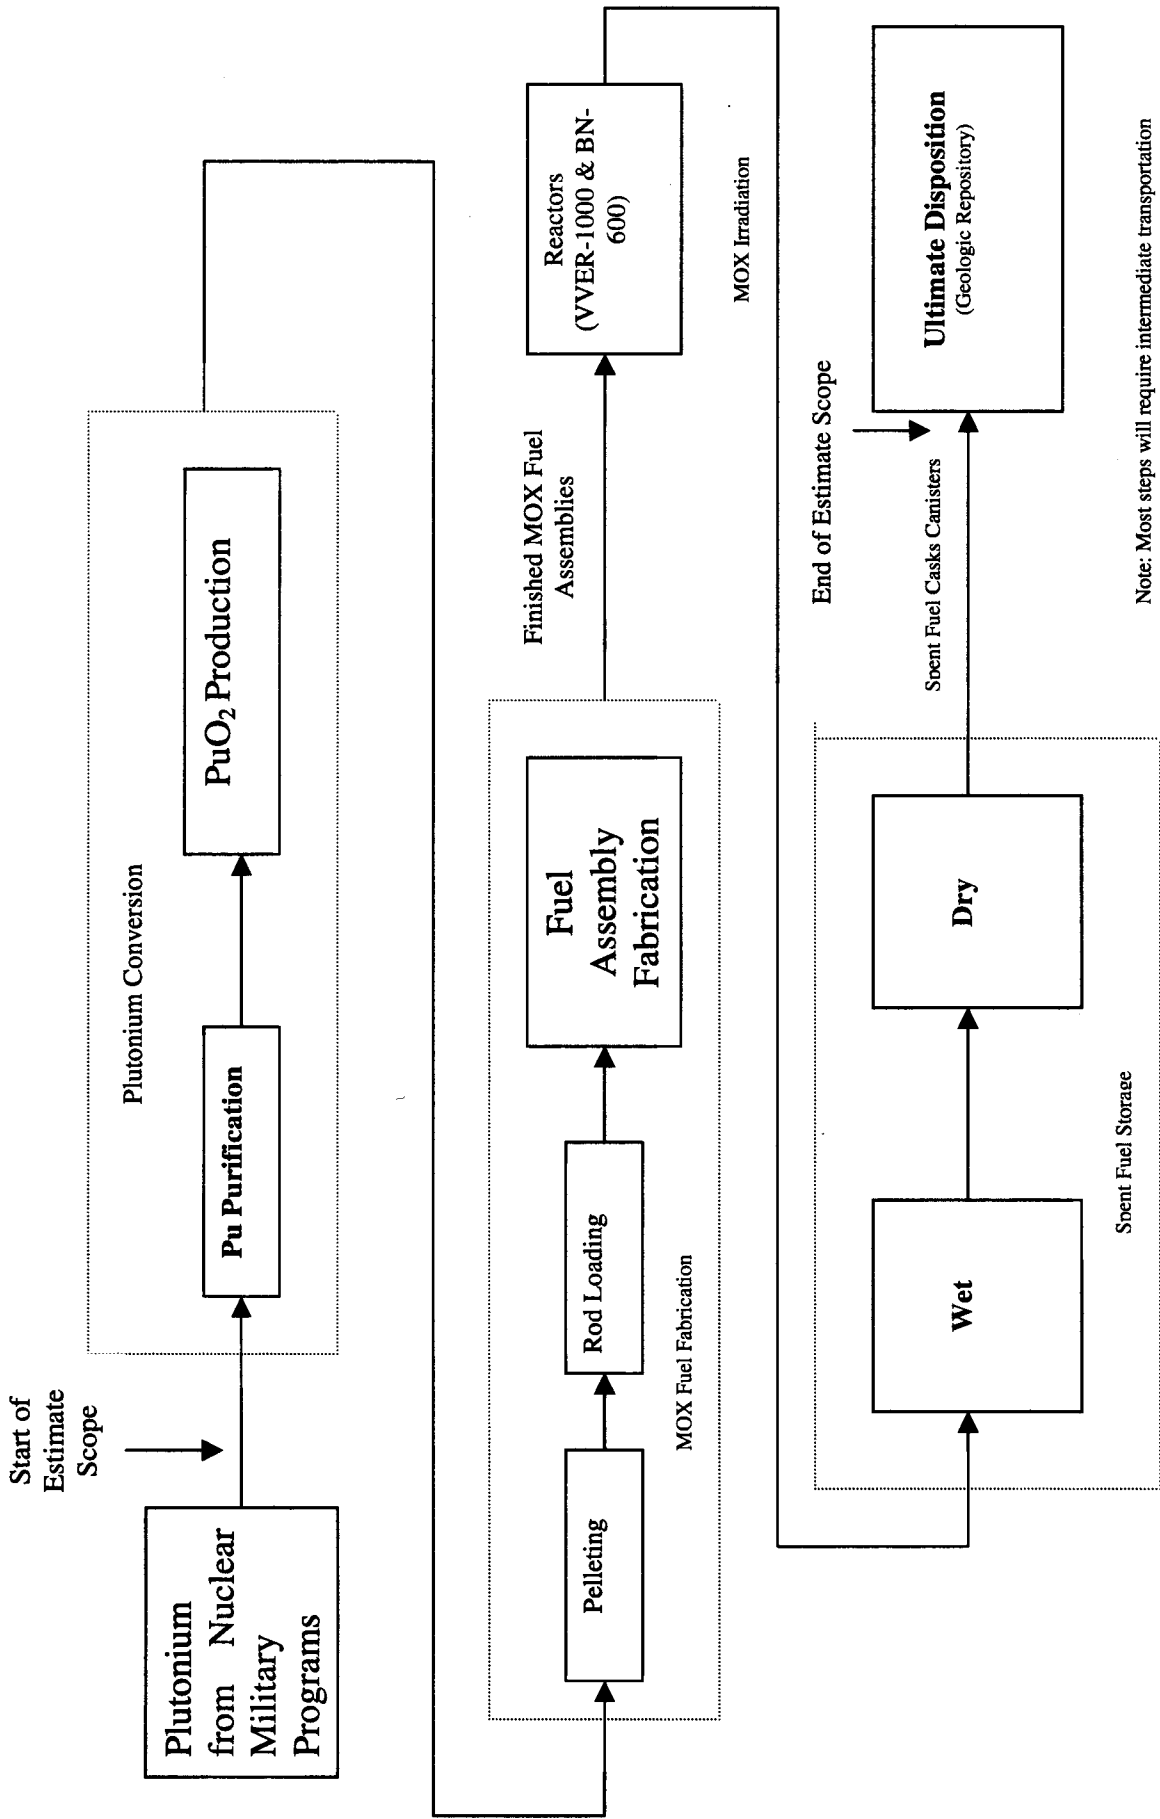 Start of
Estimate
Scope
Plutonium
from Nuclear
Military
Programs
Plutonium Conversion
Pu Purification
PuO₂ Production
Pelleting
Rod Loading
Fuel
Assembly
Fabrication
MOX Fuel Fabrication
Finished MOX Fuel
Assemblies
Reactors
(VVER-1000 & BN-
600)
MOX Irradiation
Wet
Dry
Spent Fuel Storage
Spent Fuel Casks Canisters
End of Estimate Scope
Ultimate Disposition
(Geologic Repository)
Note: Most steps will require intermediate transportation